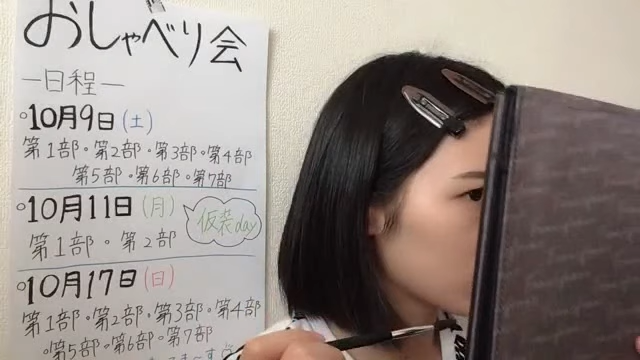 おしゃべり会
ー日程ー
○10月9日(土)
第1部・第2部・第3部・第4部
第5部・第6部・第7部
○10月11日(月)
仮装day
第1部・第2部
○10月17日(日)
第1部・第2部・第3部・第4部
・第5部・第6部・第7部